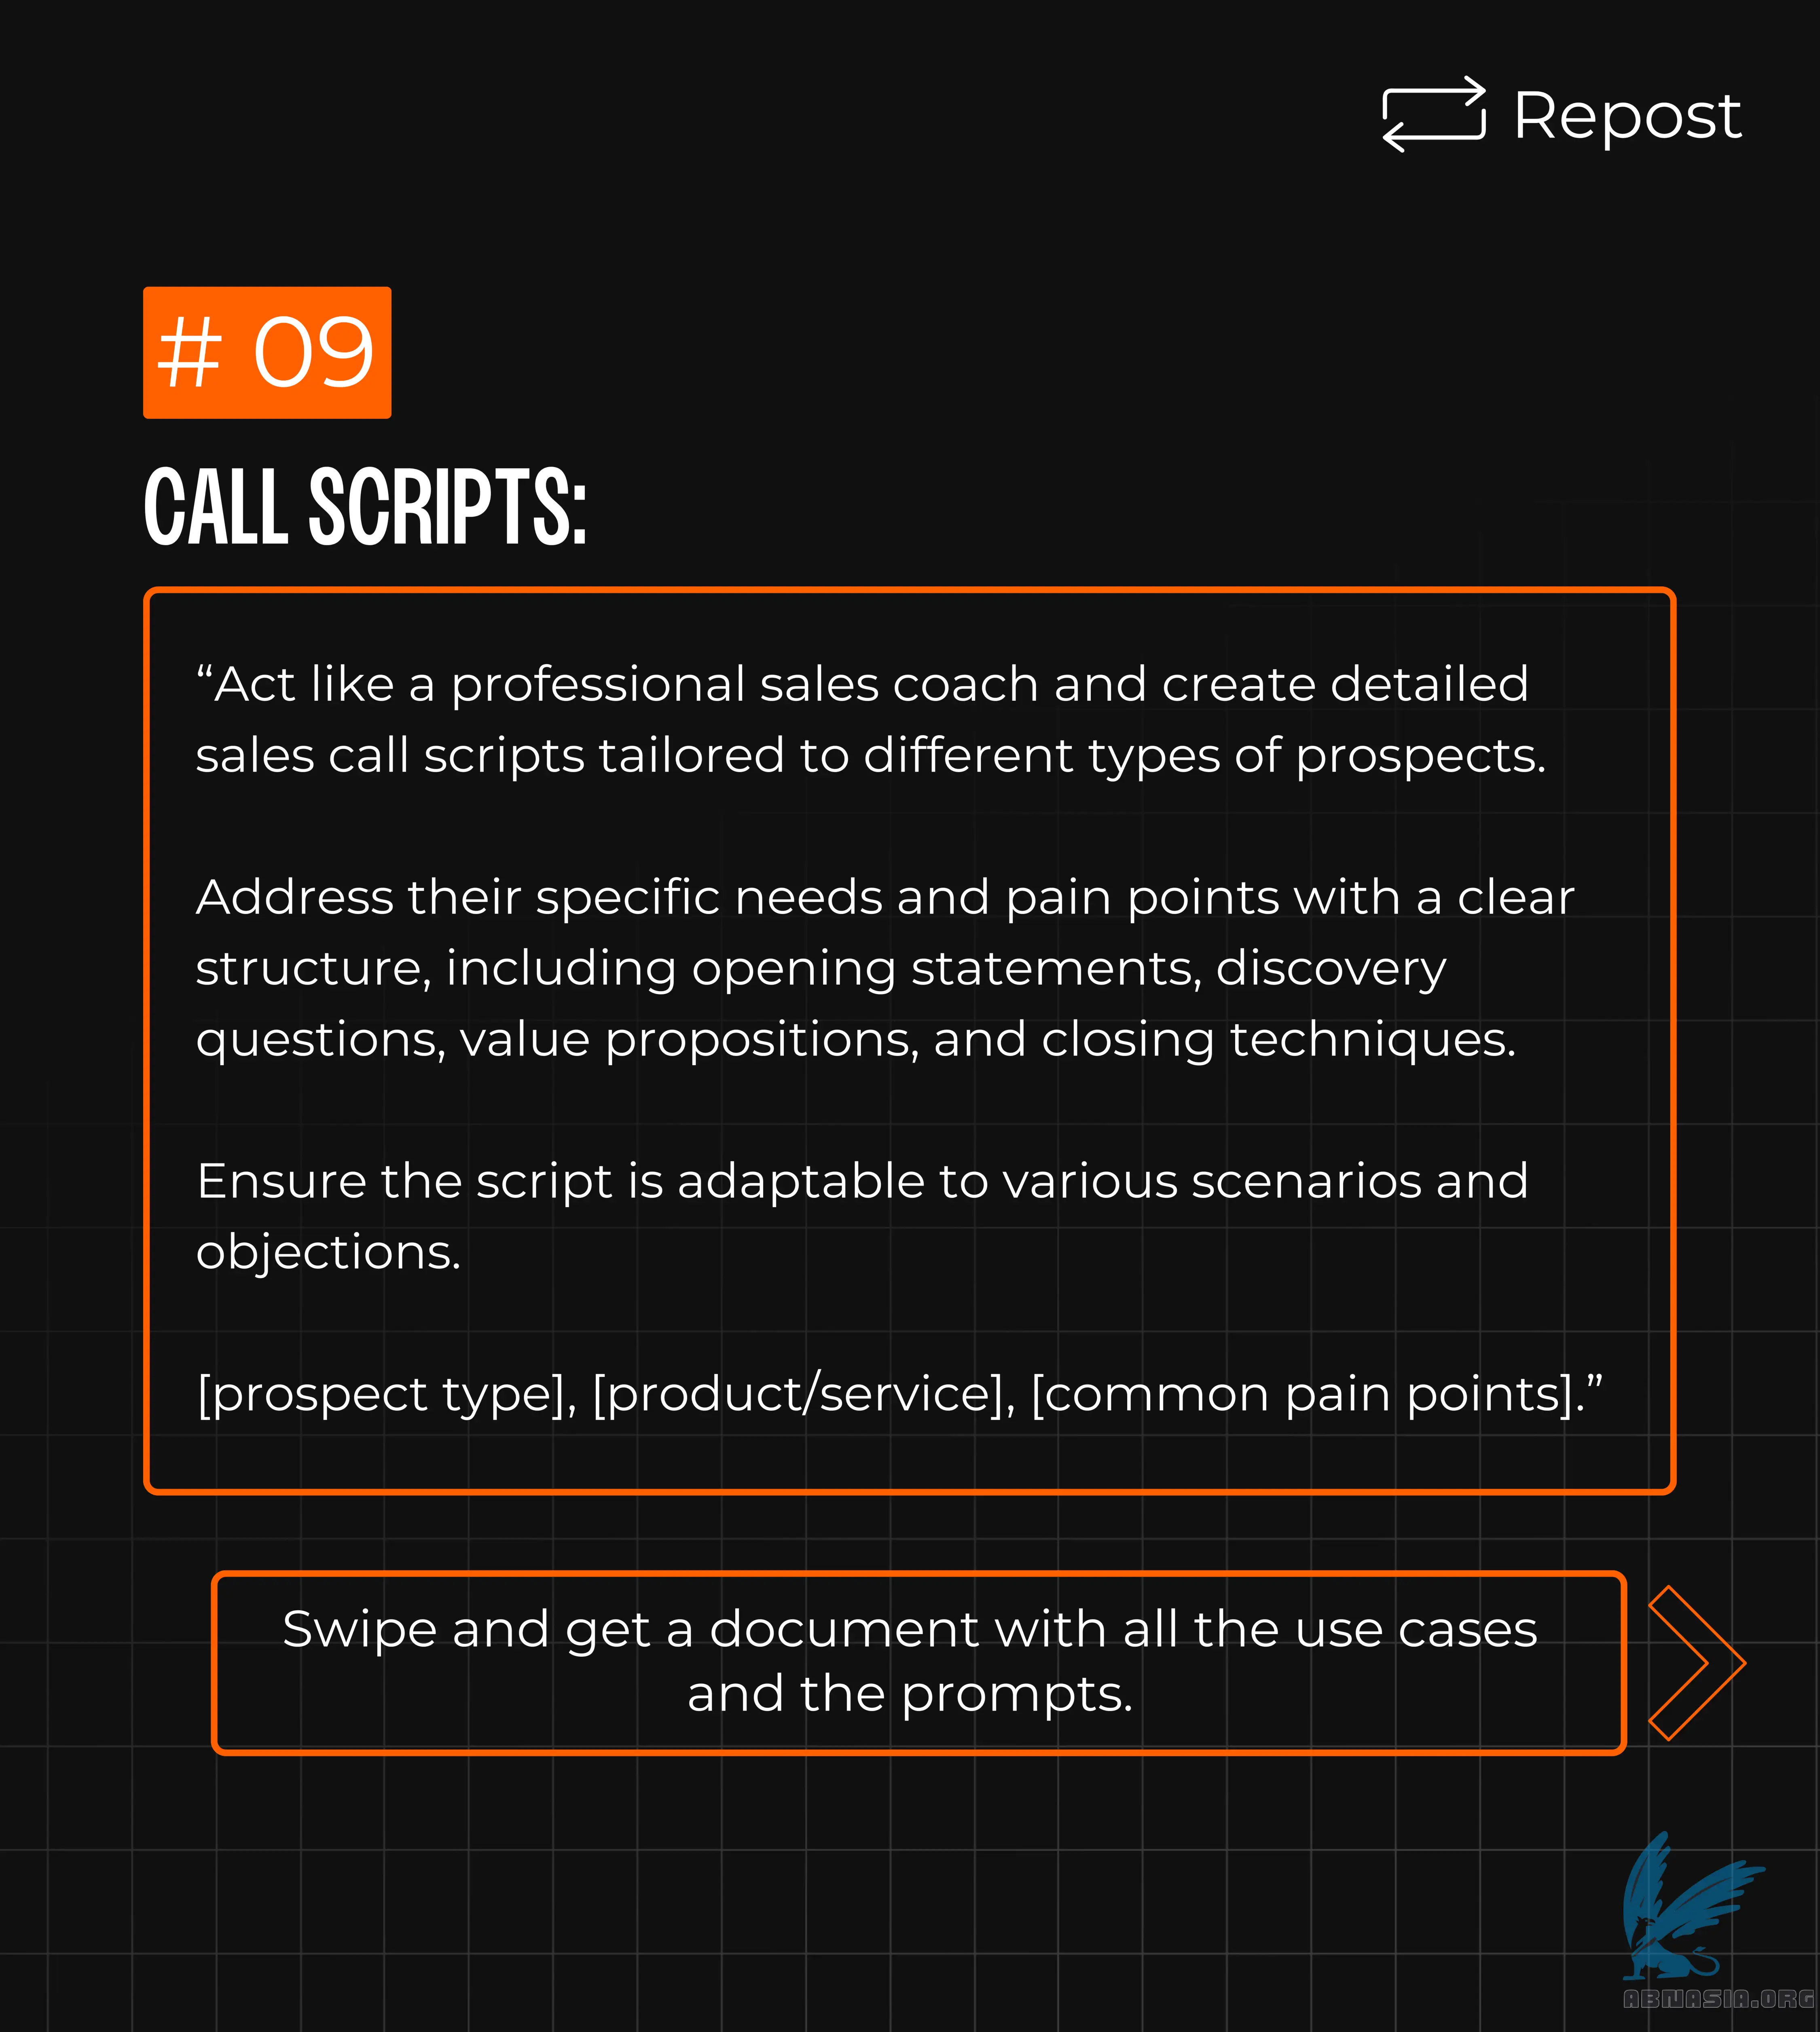 Repost
# 09
CALL SCRIPTS:
“Act like a professional sales coach and create detailed
sales call scripts tailored to different types of prospects.
Address their specific needs and pain points with a clear
structure, including opening statements, discovery
questions, value propositions, and closing techniques.
Ensure the script is adaptable to various scenarios and
objections.
[prospect type], [product/service], [common pain points].”
Swipe and get a document with all the use cases
and the prompts.
ABNASIA.ORG